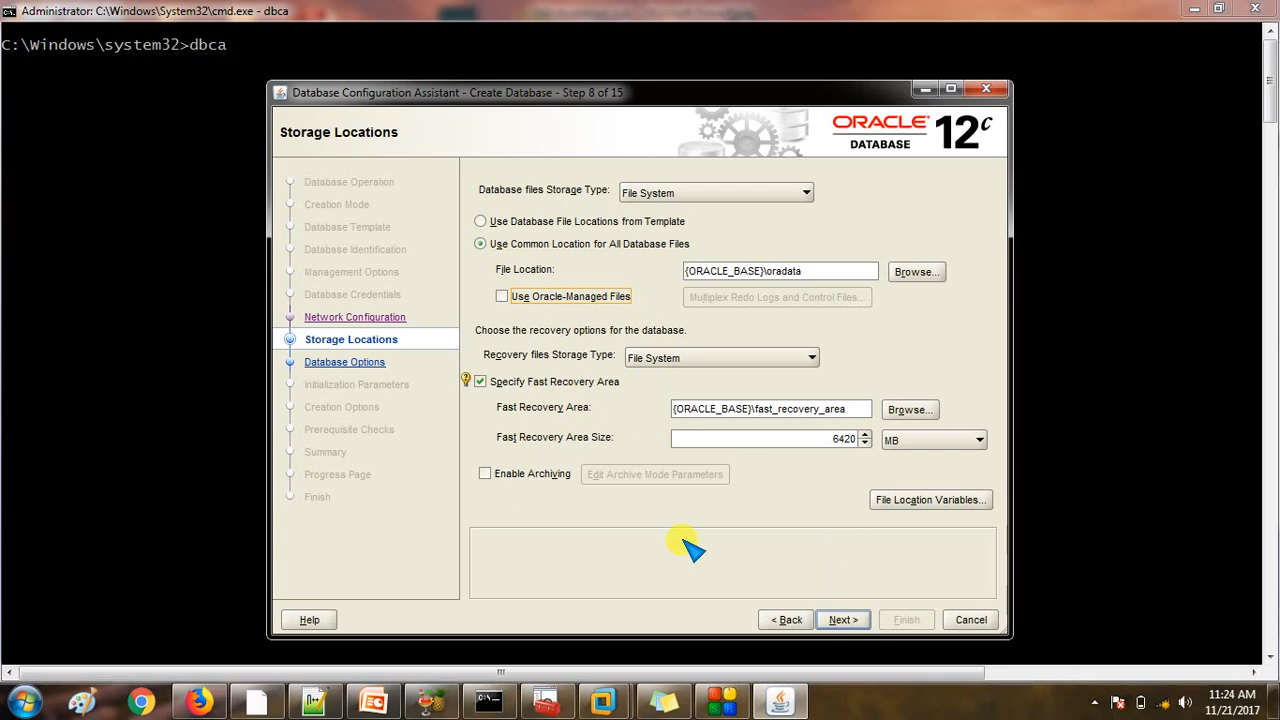 Administrator: C:\Windows\System32\cmd.exe - dbca
C:\Windows\system32>dbca
Database Configuration Assistant - Create Database - Step 8 of 15
Storage Locations
ORACLE
DATABASE
12c
Database Operation
Creation Mode
Database Template
Database Identification
Management Options
Database Credentials
Network Configuration
Storage Locations
Database Options
Initialization Parameters
Creation Options
Prerequisite Checks
Summary
Progress Page
Finish
Database files Storage Type: File System
Use Database File Locations from Template
Use Common Location for All Database Files
File Location: {ORACLE_BASE}\oradata Browse...
Use Oracle-Managed Files Multiplex Redo Logs and Control Files...
Choose the recovery options for the database.
Recovery files Storage Type: File System
Specify Fast Recovery Area
Fast Recovery Area: {ORACLE_BASE}\fast_recovery_area Browse...
Fast Recovery Area Size: 6420 MB
Enable Archiving Edit Archive Mode Parameters
File Location Variables...
Help < Back Next > Finish Cancel
11:24 AM
11/21/2017